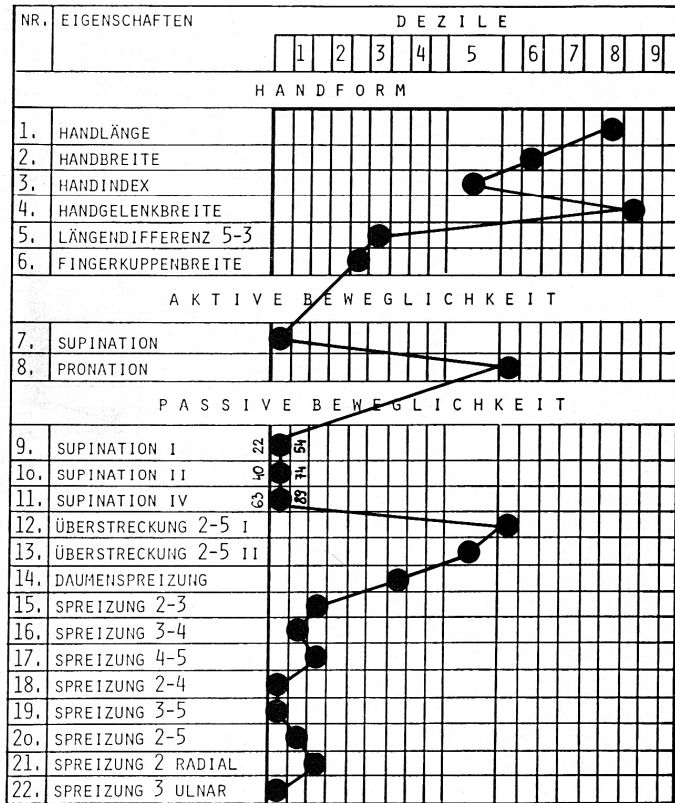 NR. EIGENSCHAFTEN DEZILE
1 2 3 4 5 6 7 8 9
HANDFORM
1. HANDLÄNGE
2. HANDBREITE
3. HANDINDEX
4. HANDGELENKBREITE
5. LÄNGENDIFFERENZ 5-3
6. FINGERKUPPENBREITE
AKTIVE BEWEGLICHKEIT
7. SUPINATION
8. PRONATION
PASSIVE BEWEGLICHKEIT
9. SUPINATION I 22 54
1o. SUPINATION II 40 74
11. SUPINATION IV 63 89
12. ÜBERSTRECKUNG 2-5 I
13. ÜBERSTRECKUNG 2-5 II
14. DAUMENSPREIZUNG
15. SPREIZUNG 2-3
16. SPREIZUNG 3-4
17. SPREIZUNG 4-5
18. SPREIZUNG 2-4
19. SPREIZUNG 3-5
2o. SPREIZUNG 2-5
21. SPREIZUNG 2 RADIAL
22. SPREIZUNG 3 ULNAR